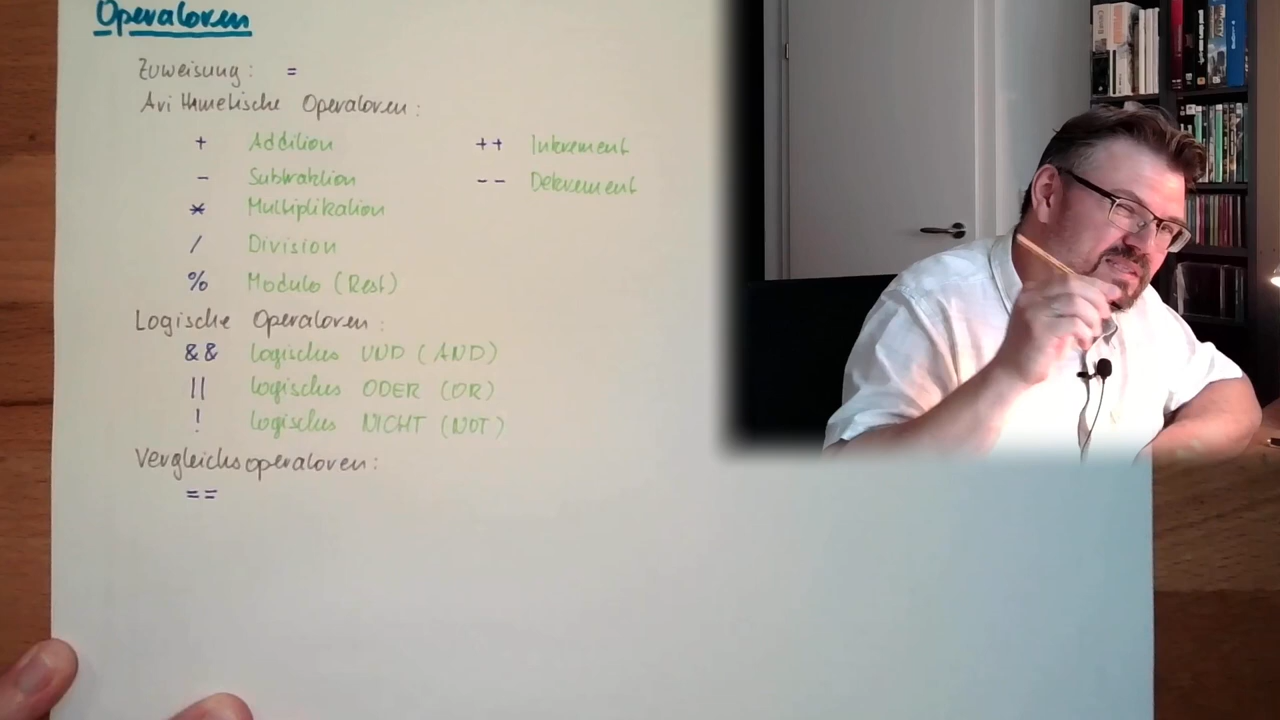 Operatoren
Zuweisung: =
Arithmetische Operatoren:
+ Addition ++ Inkrement
- Subtraktion -- Dekrement
* Multiplikation
/ Division
% Modulo (Rest)
Logische Operatoren:
&& logisches UND (AND)
|| logisches ODER (OR)
! logisches NICHT (NOT)
Vergleichsoperatoren:
==